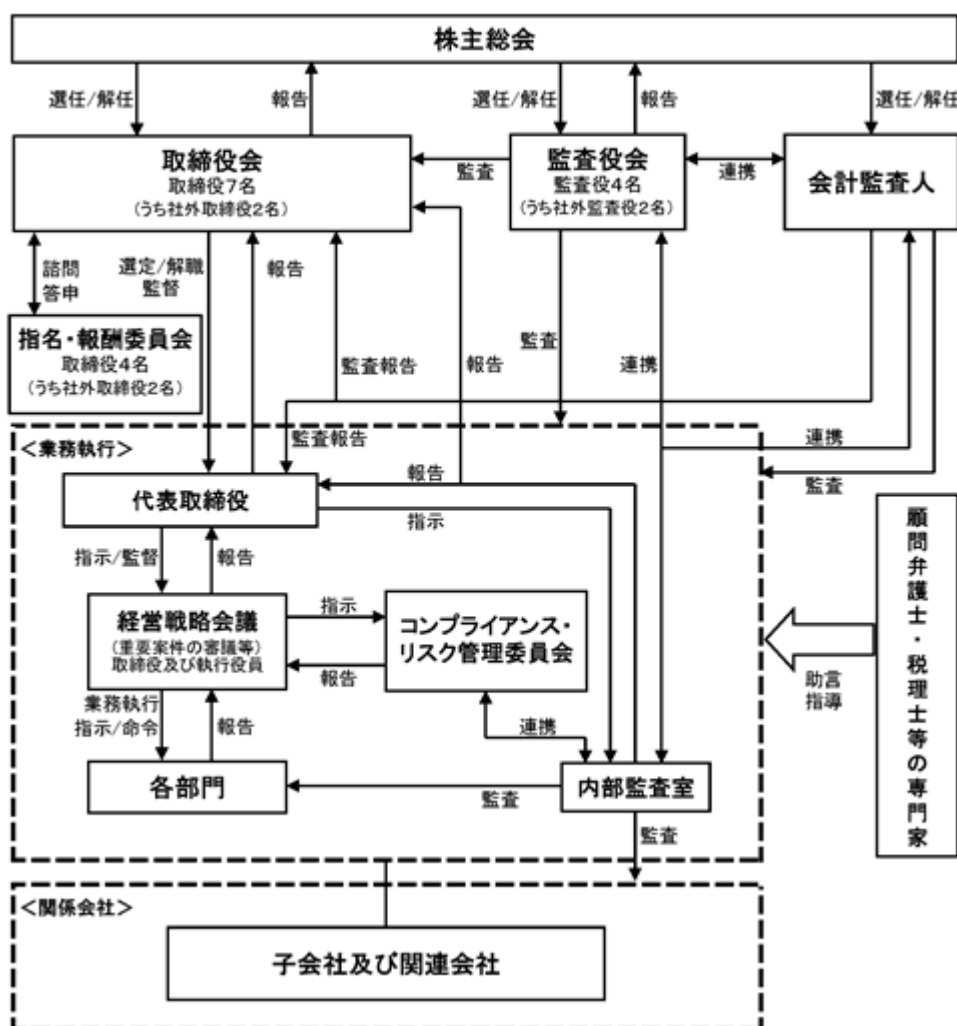 株主総会
選任/解任
報告
選任/解任
報告
選任/解任
取締役会
取締役7名
(うち社外取締役2名)
監査
監査役会
監査役4名
(うち社外監査役2名)
連携
会計監査人
諮問
答申
選定/解職
監督
報告
指名・報酬委員会
取締役4名
(うち社外取締役2名)
監査報告
報告
監査
連携
<業務執行>
監査報告
連携
報告
監査
代表取締役
指示
指示/監督
報告
経営戦略会議
(重要案件の審議等)
取締役及び執行役員
指示
報告
コンプライアンス・
リスク管理委員会
顧問弁護士・税理士等の専門家
助言
指導
業務執行
指示/命令
報告
連携
各部門
監査
内部監査室
監査
<関係会社>
子会社及び関連会社